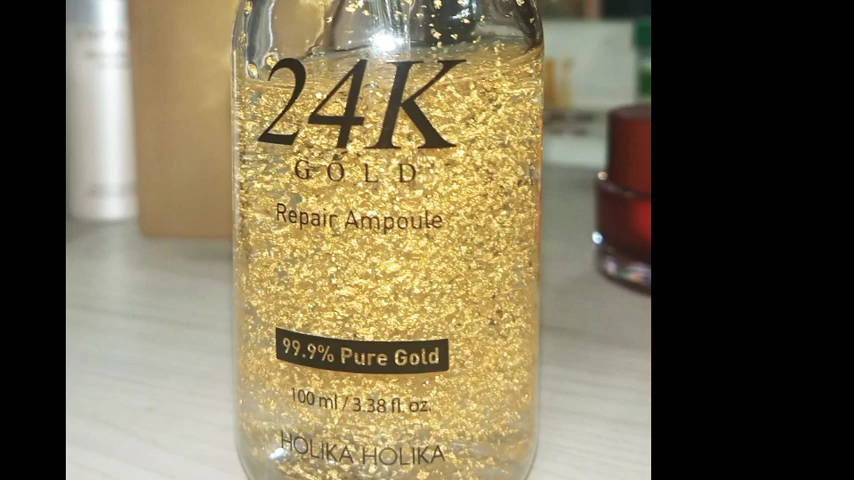 24K
GOLD
Repair Ampoule
99.9% Pure Gold
100 ml / 3.38 fl. oz.
HOLIKA HOLIKA